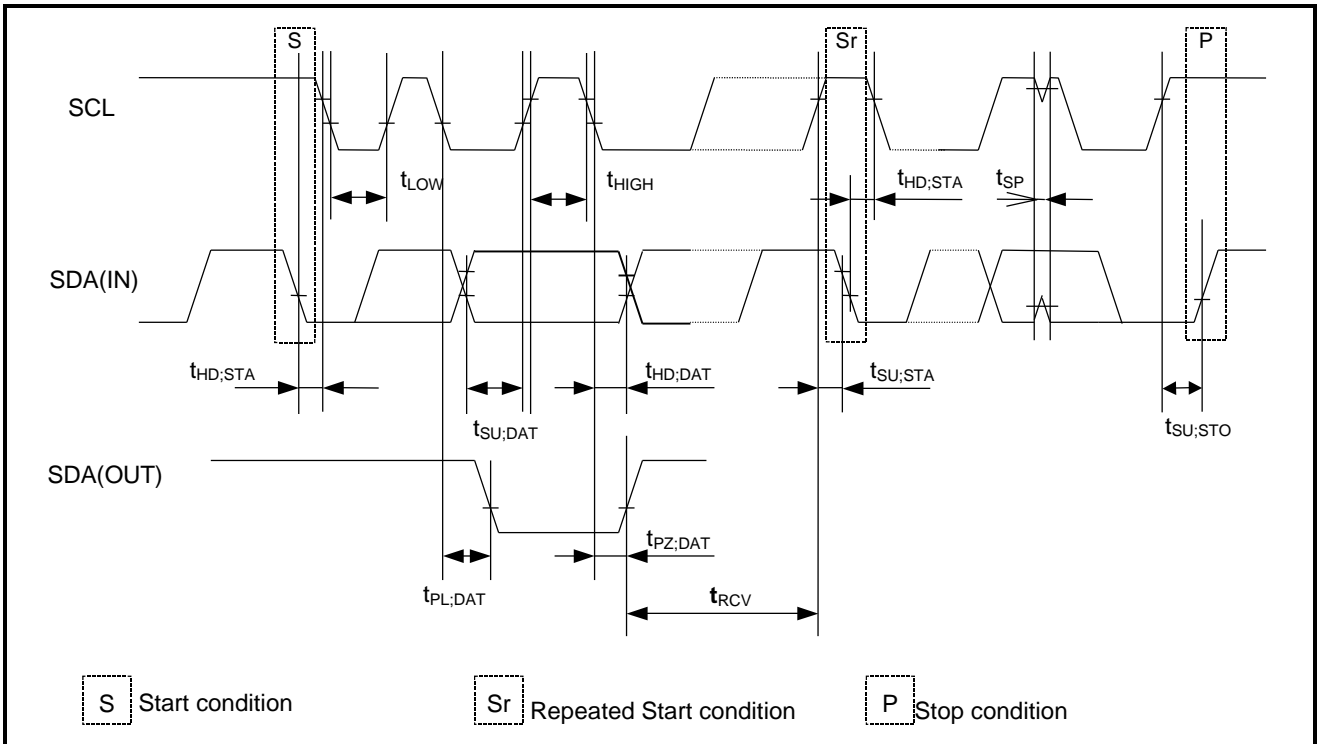 S Sr P
SCL
tLOW tHIGH tHD;STA tSP
SDA(IN)
tHD;STA tHD;DAT tSU;STA
tSU;DAT tSU;STO
SDA(OUT)
tPZ;DAT
tPL;DAT tRCV
S Start condition Sr Repeated Start condition P Stop condition